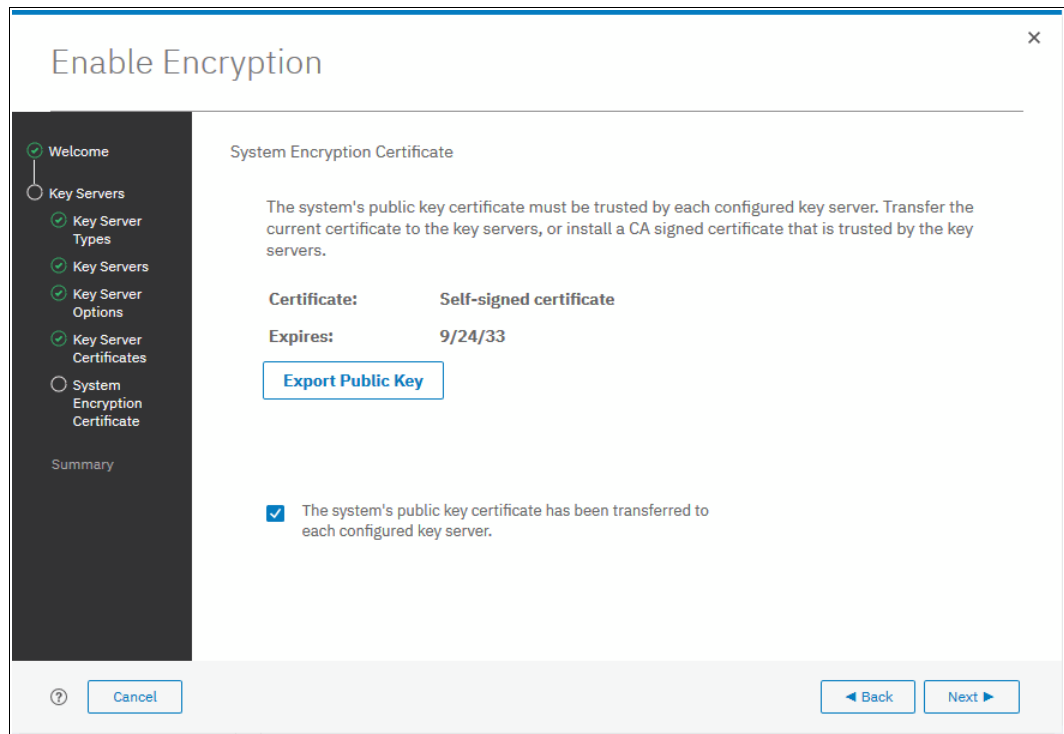 Enable Encryption
Welcome
Key Servers
Key Server
Types
Key Servers
Key Server
Options
Key Server
Certificates
System
Encryption
Certificate
Summary
System Encryption Certificate
The system's public key certificate must be trusted by each configured key server. Transfer the
current certificate to the key servers, or install a CA signed certificate that is trusted by the key
servers.
Certificate: Self-signed certificate
Expires: 9/24/33
Export Public Key
The system's public key certificate has been transferred to
each configured key server.
Cancel
Back
Next